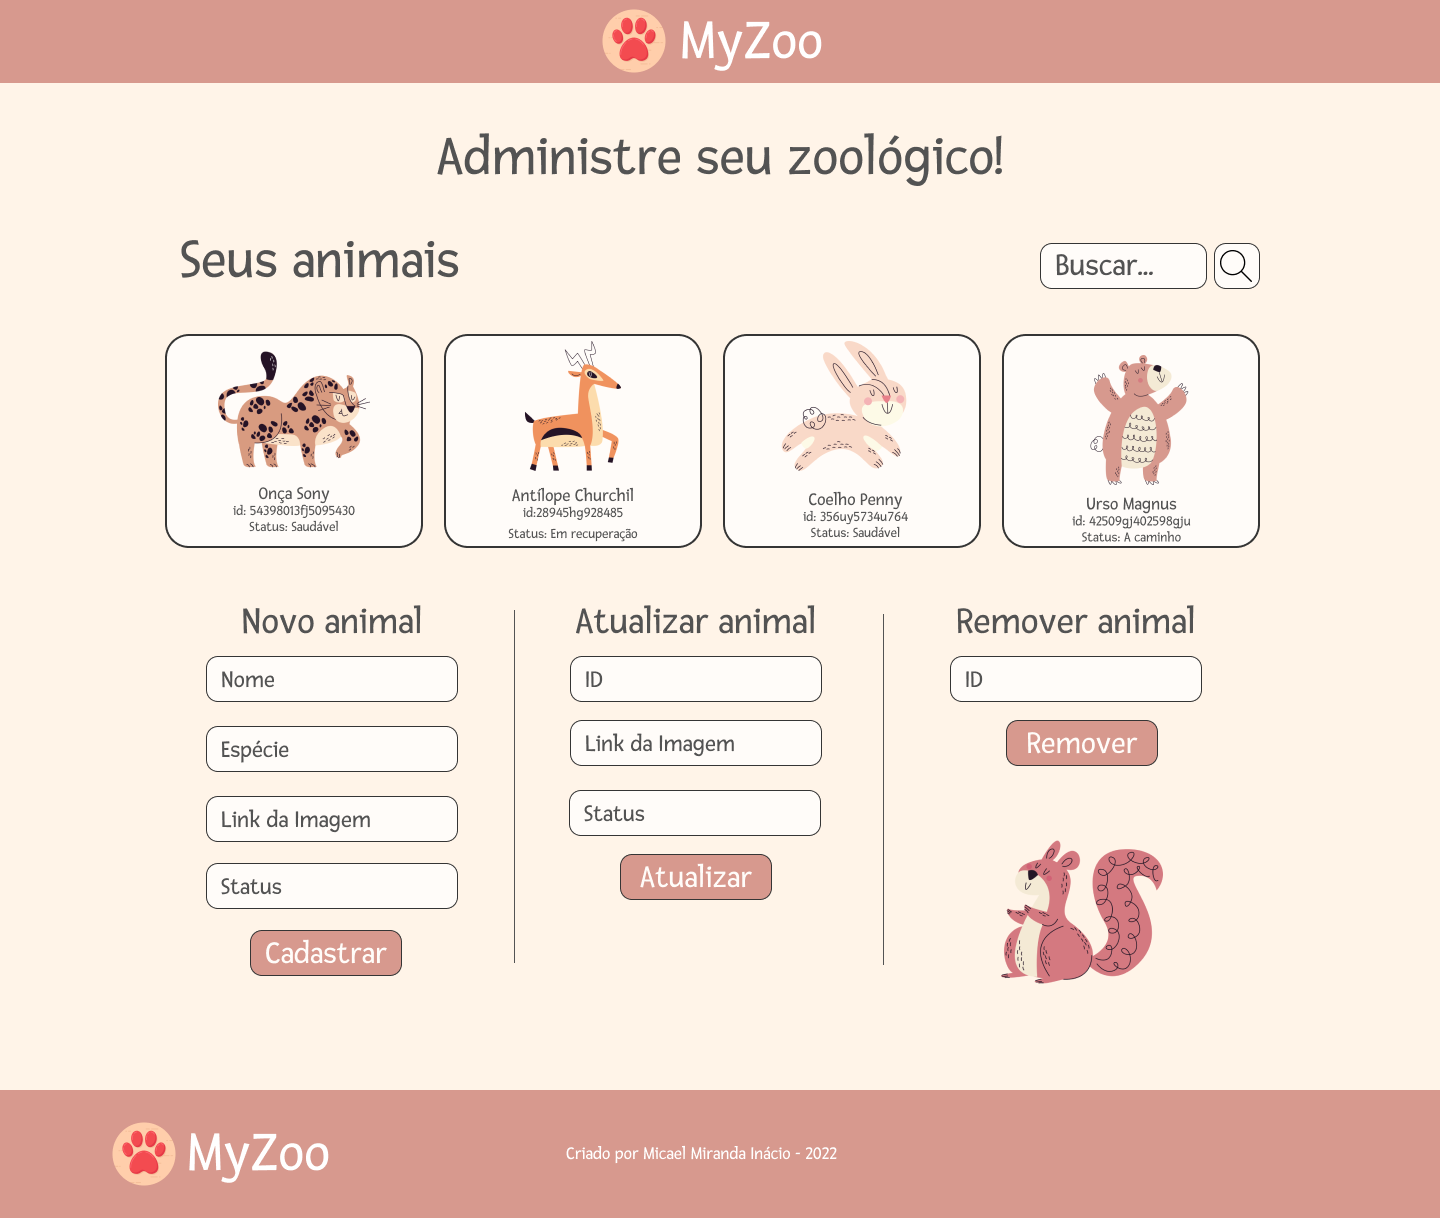 MyZoo
Administre seu zoológico!
Seus animais
Buscar...
Onça Sony
id: 54398013fj5095430
Status: Saudável
Antílope Churchil
id:28945hg928485
Status: Em recuperação
Coelho Penny
id: 356uy5734u764
Status: Saudável
Urso Magnus
id: 42509gj402598gju
Status: A caminho
Novo animal
Nome
Espécie
Link da Imagem
Status
Cadastrar
Atualizar animal
ID
Link da Imagem
Status
Atualizar
Remover animal
ID
Remover
MyZoo
Criado por Micael Miranda Inácio - 2022